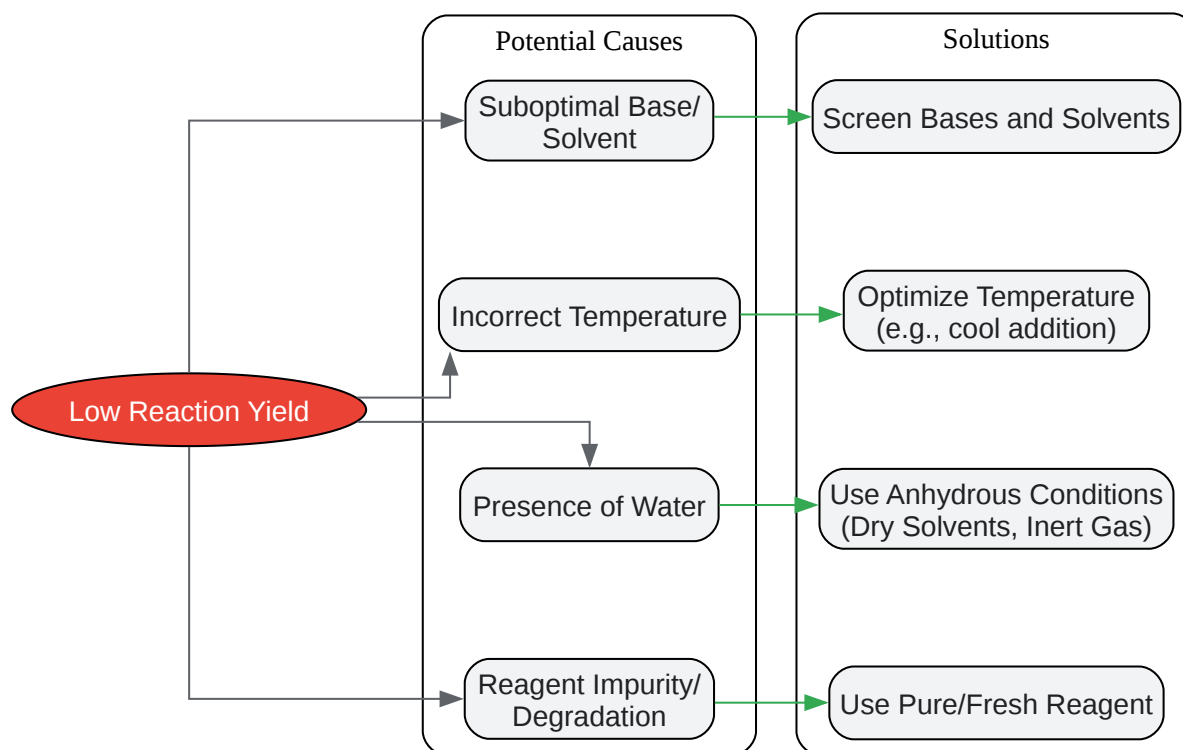 Potential Causes
Solutions
Suboptimal Base/
Solvent
Screen Bases and Solvents
Incorrect Temperature
Optimize Temperature
(e.g., cool addition)
Low Reaction Yield
Presence of Water
Use Anhydrous Conditions
(Dry Solvents, Inert Gas)
Reagent Impurity/
Degradation
Use Pure/Fresh Reagent